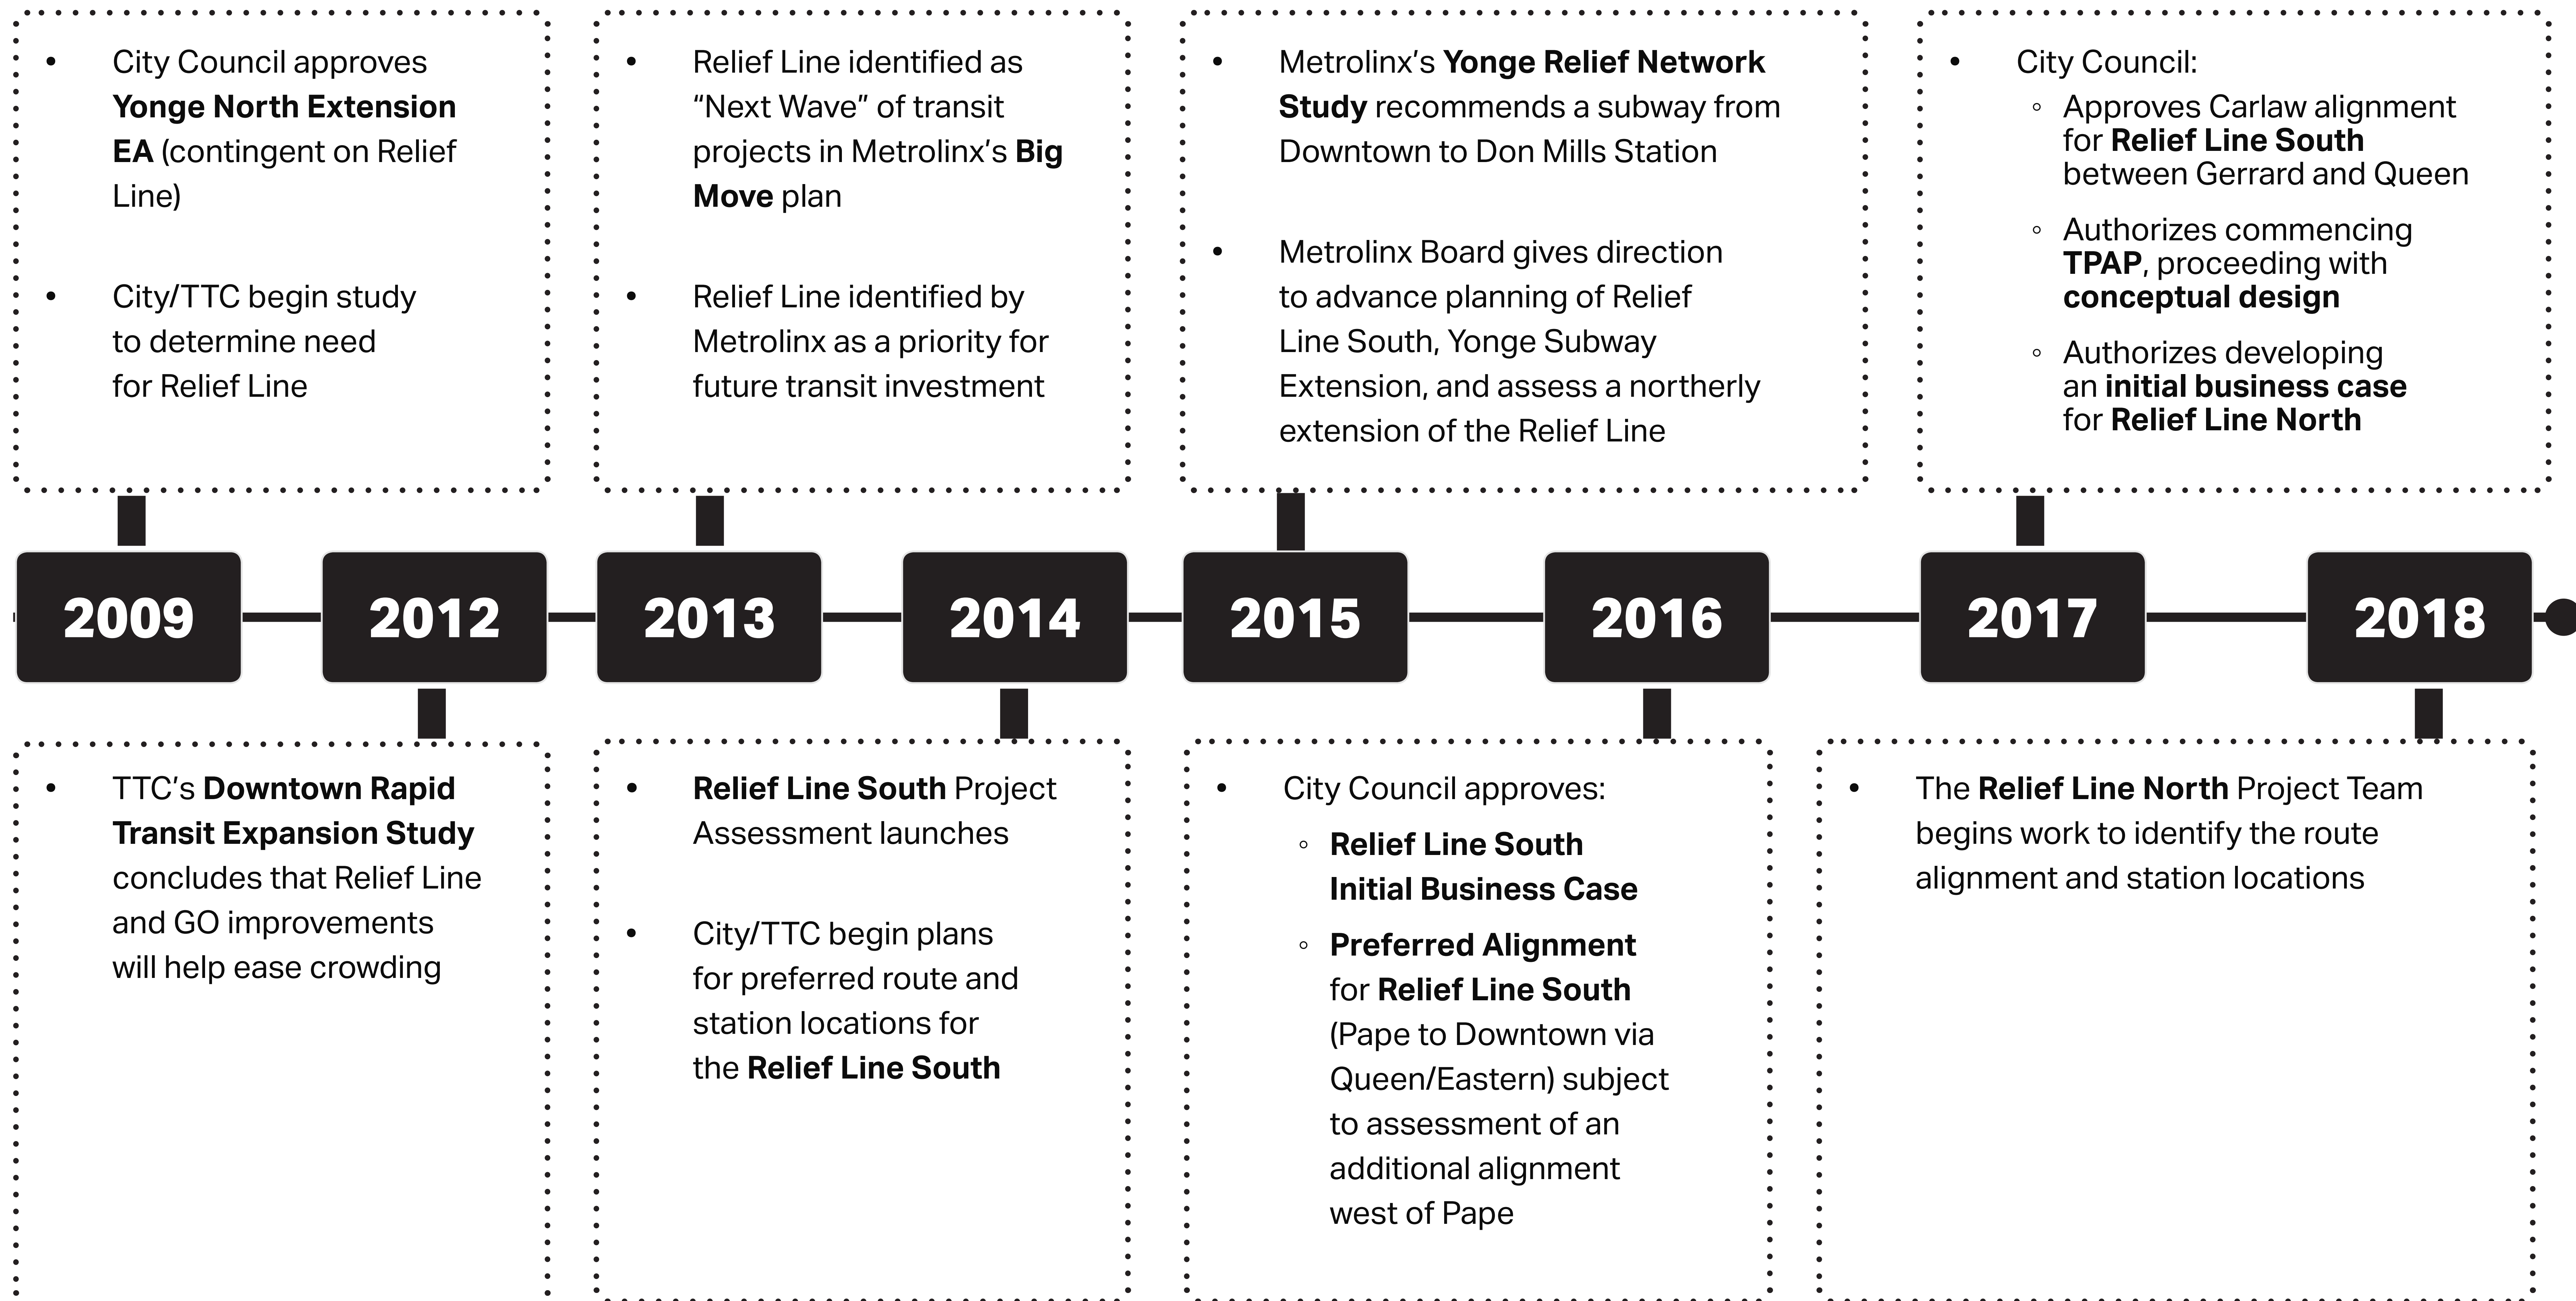 • City Council approves
Yonge North Extension
EA (contingent on Relief
Line)
• City/TTC begin study
to determine need
for Relief Line
• Relief Line identified as
“Next Wave” of transit
projects in Metrolinx’s Big
Move plan
• Relief Line identified by
Metrolinx as a priority for
future transit investment
• Metrolinx’s Yonge Relief Network
Study recommends a subway from
Downtown to Don Mills Station
• Metrolinx Board gives direction
to advance planning of Relief
Line South, Yonge Subway
Extension, and assess a northerly
extension of the Relief Line
• City Council:
◦ Approves Carlaw alignment
for Relief Line South
between Gerrard and Queen
◦ Authorizes commencing
TPAP, proceeding with
conceptual design
◦ Authorizes developing
an initial business case
for Relief Line North
2009
2012
2013
2014
2015
2016
2017
2018
• TTC’s Downtown Rapid
Transit Expansion Study
concludes that Relief Line
and GO improvements
will help ease crowding
• Relief Line South Project
Assessment launches
• City/TTC begin plans
for preferred route and
station locations for
the Relief Line South
• City Council approves:
◦ Relief Line South
Initial Business Case
◦ Preferred Alignment
for Relief Line South
(Pape to Downtown via
Queen/Eastern) subject
to assessment of an
additional alignment
west of Pape
• The Relief Line North Project Team
begins work to identify the route
alignment and station locations